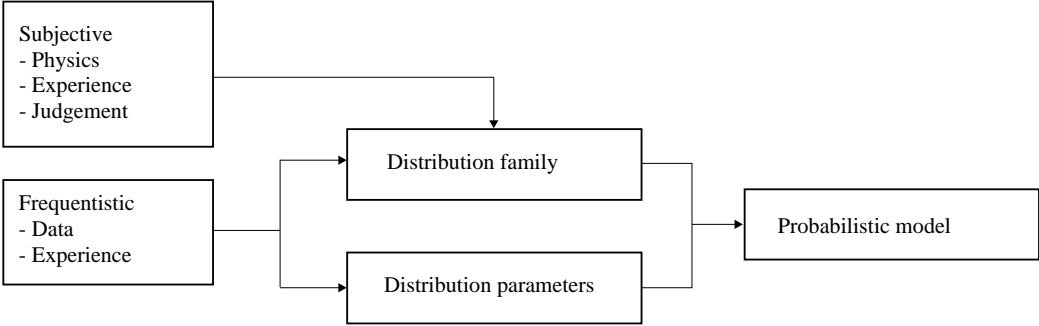 Subjective
- Physics
- Experience
- Judgement
Distribution family
Frequentistic
- Data
- Experience
Probabilistic model
Distribution parameters